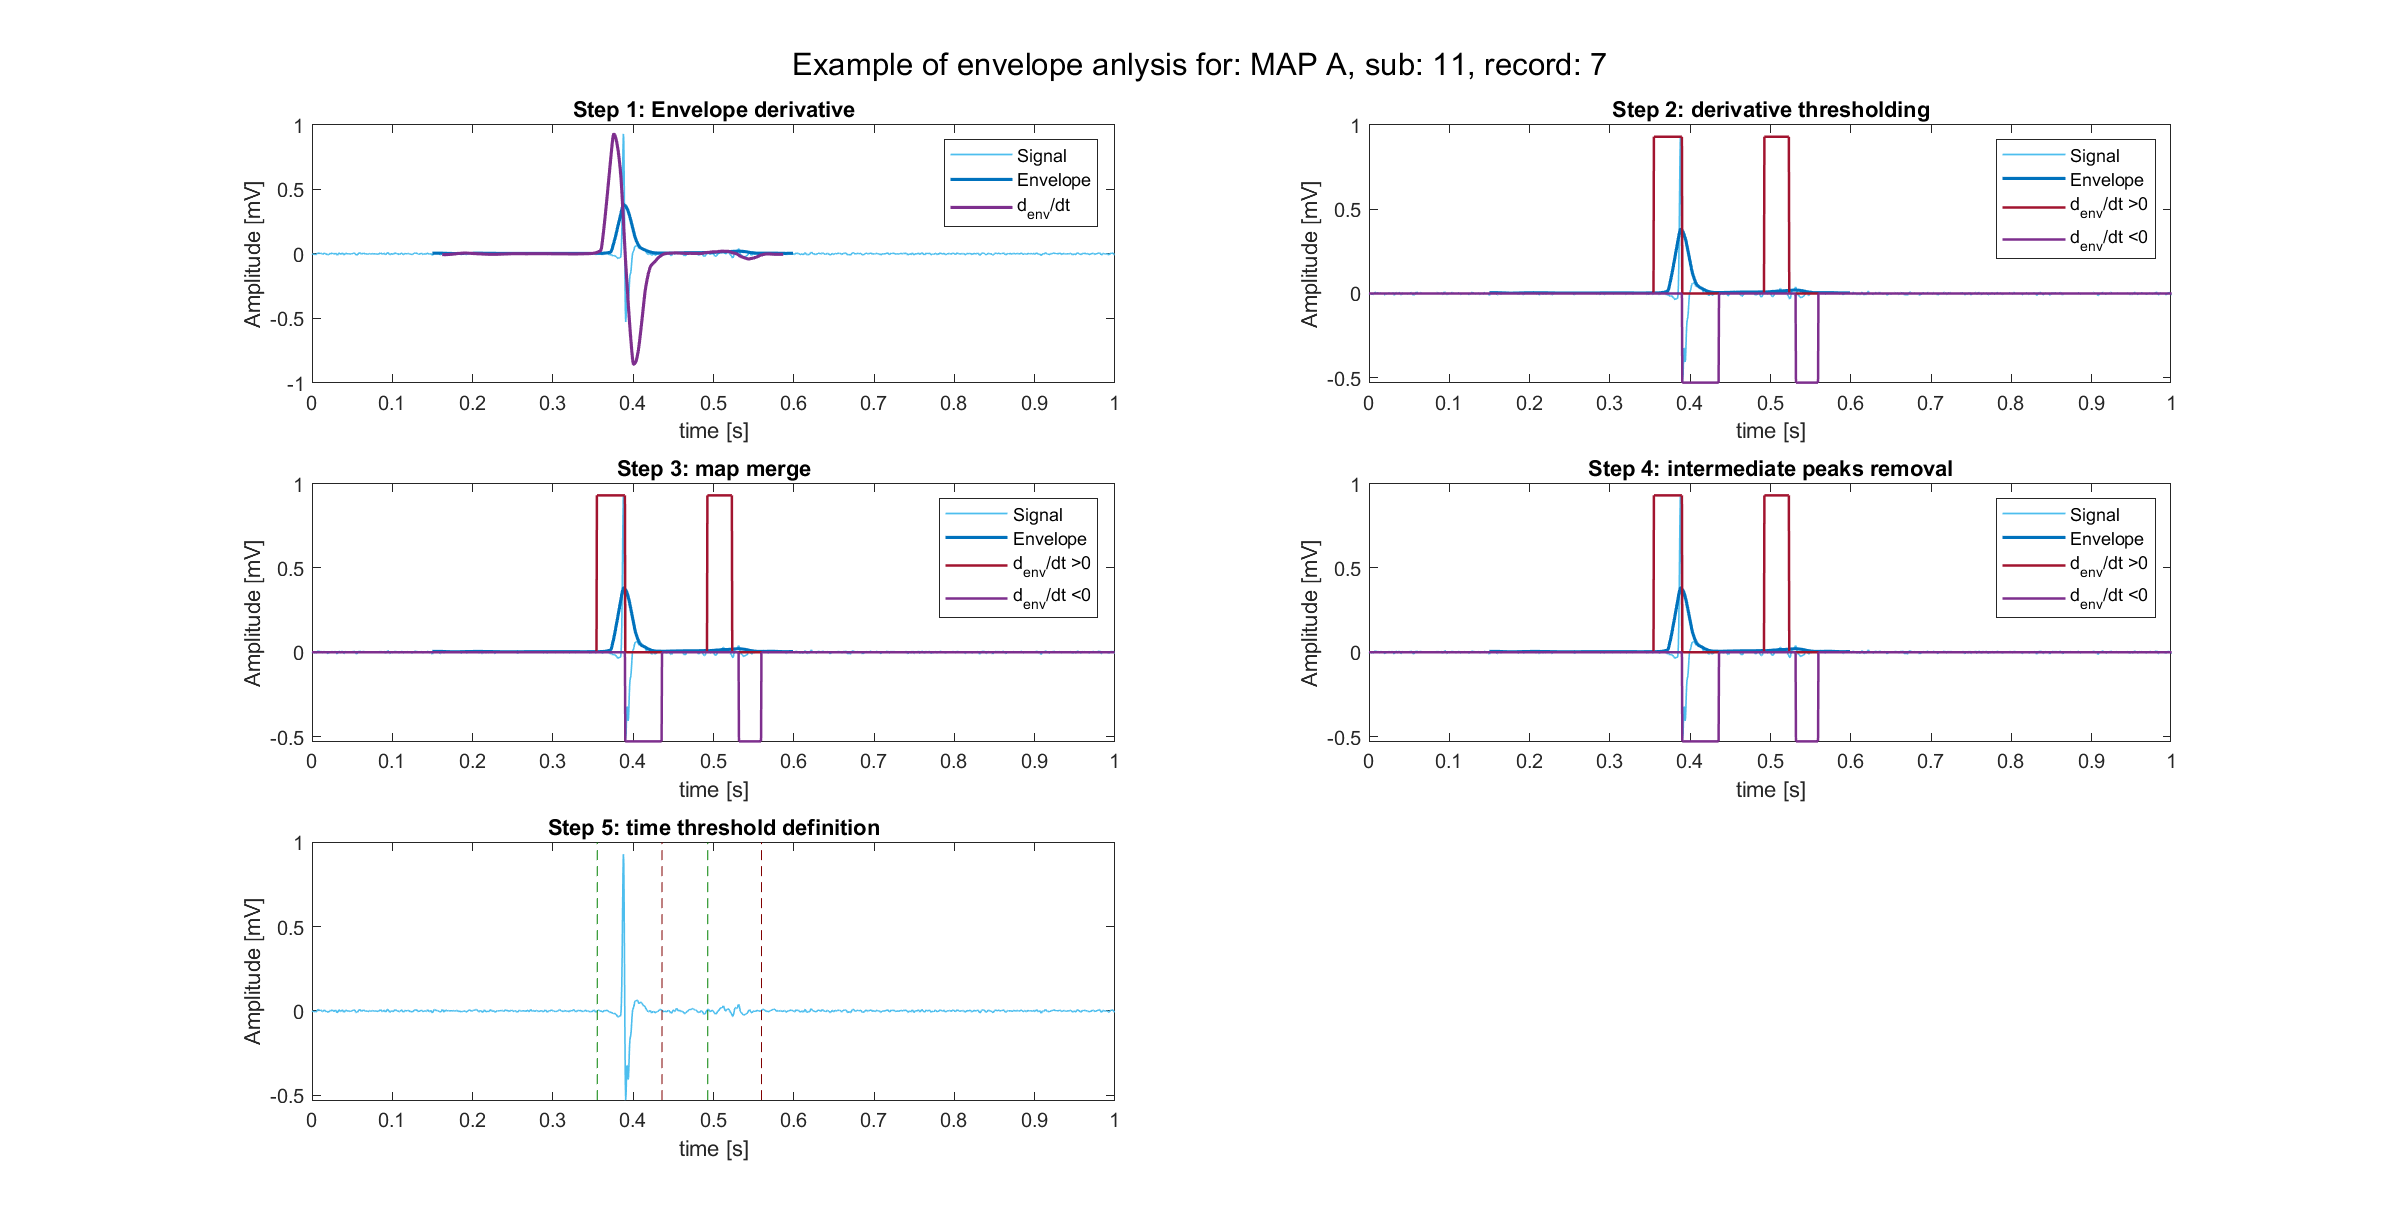 Example of envelope anlysis for: MAP A, sub: 11, record: 7
Step 1: Envelope derivative
Amplitude [mV]
1
0.5
0
-0.5
-1
Signal
Envelope
d_env/dt
0 0.1 0.2 0.3 0.4 0.5 0.6 0.7 0.8 0.9 1
time [s]
Step 2: derivative thresholding
Amplitude [mV]
1
0.5
0
-0.5
Signal
Envelope
d_env/dt >0
d_env/dt <0
0 0.1 0.2 0.3 0.4 0.5 0.6 0.7 0.8 0.9 1
time [s]
Step 3: map merge
Amplitude [mV]
1
0.5
0
-0.5
Signal
Envelope
d_env/dt >0
d_env/dt <0
0 0.1 0.2 0.3 0.4 0.5 0.6 0.7 0.8 0.9 1
time [s]
Step 4: intermediate peaks removal
Amplitude [mV]
1
0.5
0
-0.5
Signal
Envelope
d_env/dt >0
d_env/dt <0
0 0.1 0.2 0.3 0.4 0.5 0.6 0.7 0.8 0.9 1
time [s]
Step 5: time threshold definition
Amplitude [mV]
1
0.5
0
-0.5
0 0.1 0.2 0.3 0.4 0.5 0.6 0.7 0.8 0.9 1
time [s]